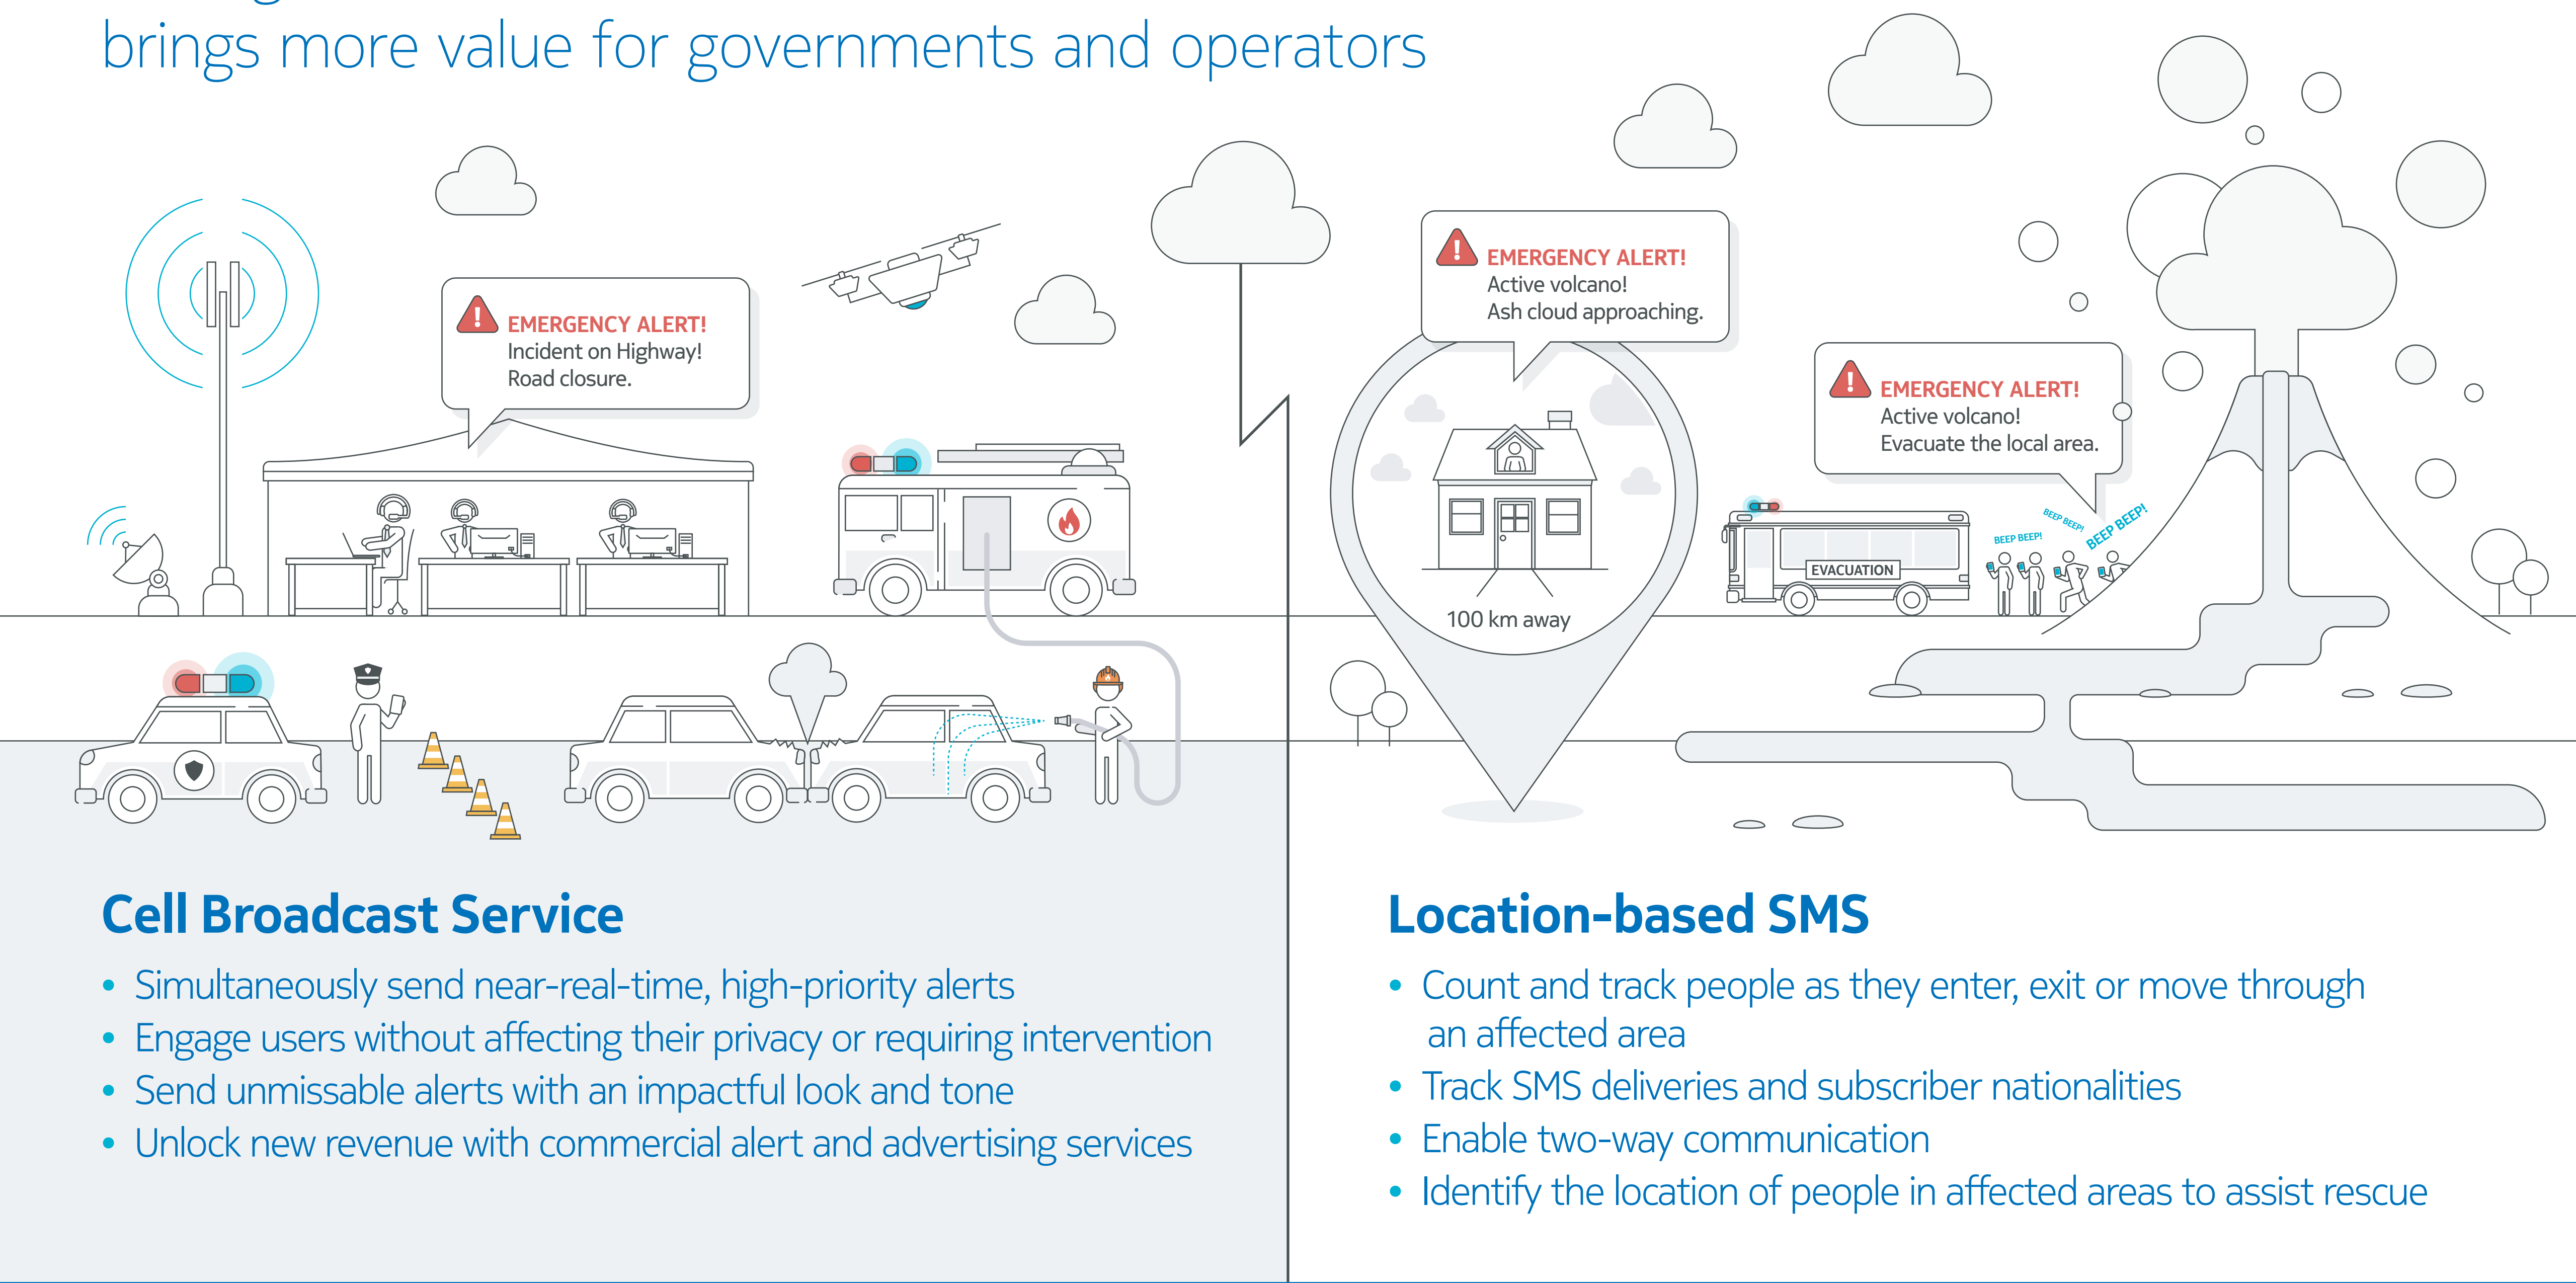 brings more value for governments and operators
EMERGENCY ALERT!
Incident on Highway!
Road closure.
EMERGENCY ALERT!
Active volcano!
Ash cloud approaching.
EMERGENCY ALERT!
Active volcano!
Evacuate the local area.
100 km away
EVACUATION
BEEP BEEP!
BEEP BEEP!
BEEP BEEP!
Cell Broadcast Service
• Simultaneously send near-real-time, high-priority alerts
• Engage users without affecting their privacy or requiring intervention
• Send unmissable alerts with an impactful look and tone
• Unlock new revenue with commercial alert and advertising services
Location-based SMS
• Count and track people as they enter, exit or move through
an affected area
• Track SMS deliveries and subscriber nationalities
• Enable two-way communication
• Identify the location of people in affected areas to assist rescue